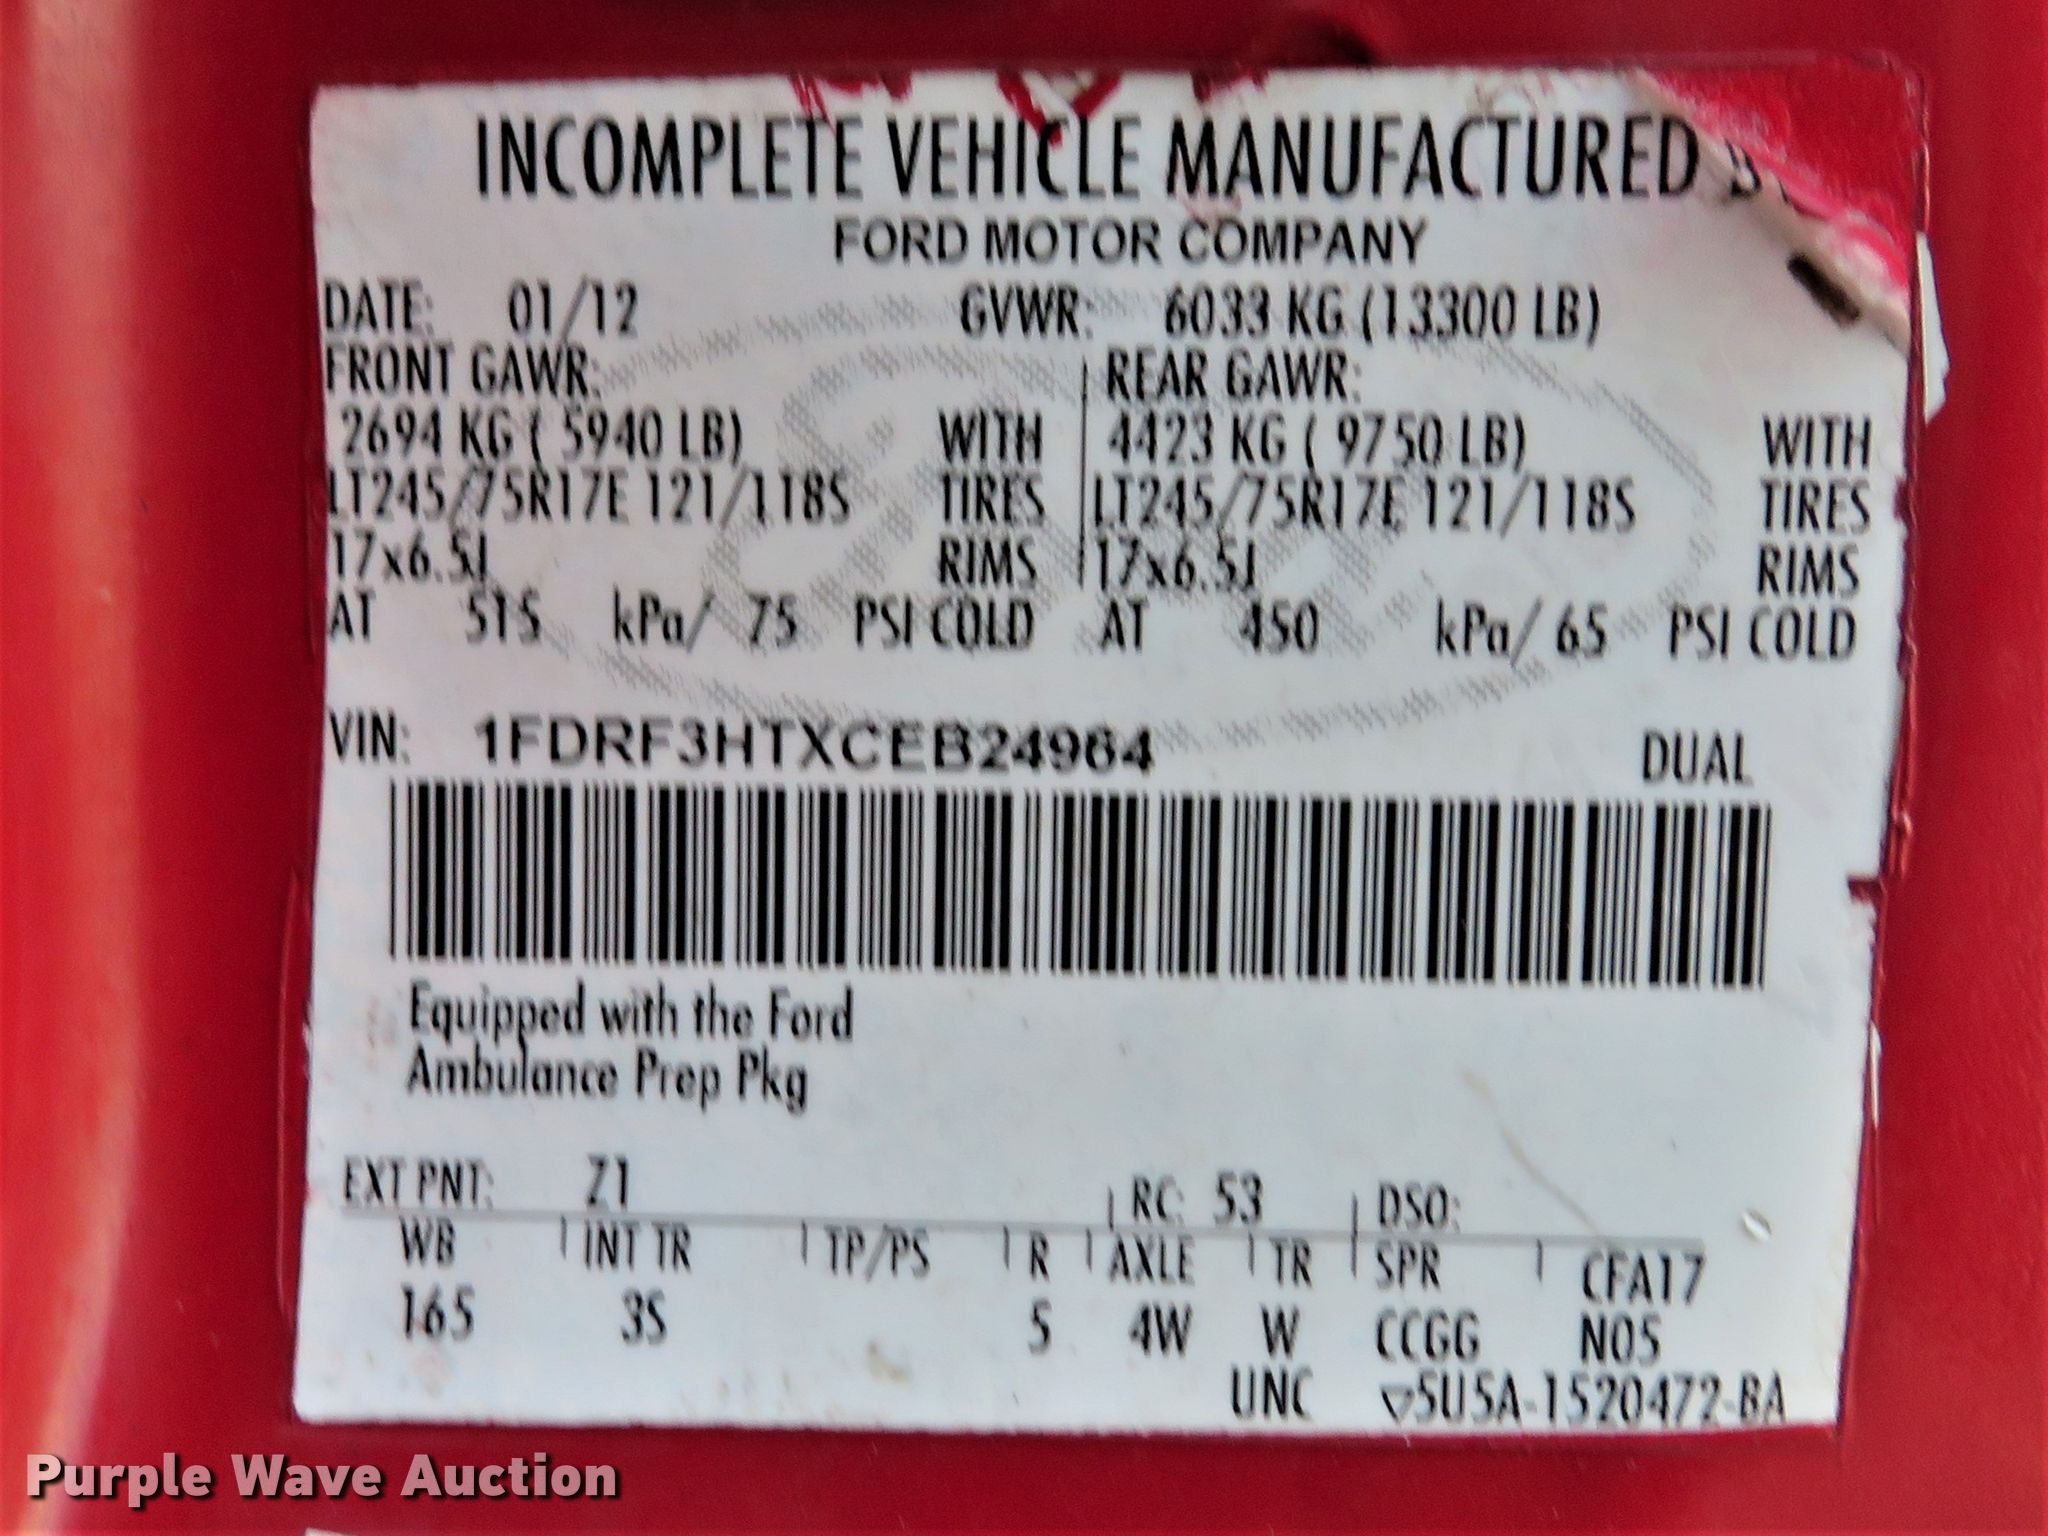 INCOMPLETE VEHICLE MANUFACTURED
FORD MOTOR COMPANY
DATE: 01/12 GVWR: 6033 KG (13300 LB)
FRONT GAWR: REAR GAWR:
2694 KG ( 5940 LB) WITH 4423 KG ( 9750 LB) WITH
LT245/75R17E 121/118S TIRES LT245/75R17E 121/118S TIRES
17x6.5J RIMS 17x6.5J RIMS
AT 515 kPa/ 75 PSI COLD AT 450 kPa/ 65 PSI COLD
VIN: 1FDRF3HTXCEB24964 DUAL
Equipped with the Ford
Ambulance Prep Pkg
EXT PNT: Z1 RC: 53 DSO:
WB INT TR TP/PS R AXLE TR SPR CFA17
165 3S 5 4W W CCGG N05
UNC ▽5U5A-1520472-BA
Purple Wave Auction